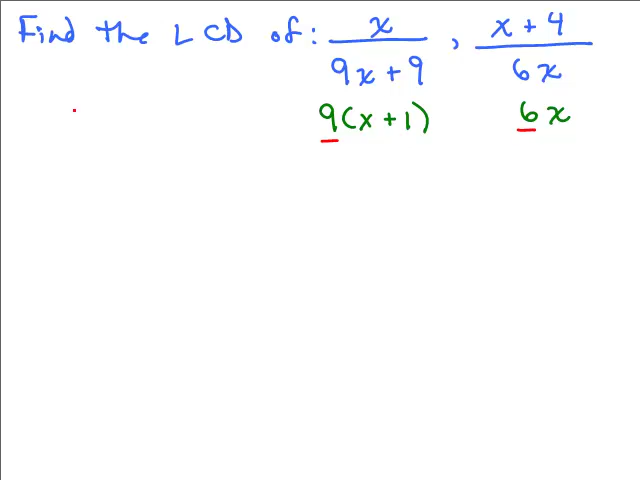 Find the LCD of: x/(9x+9), (x+4)/(6x)
9(x+1) 6x